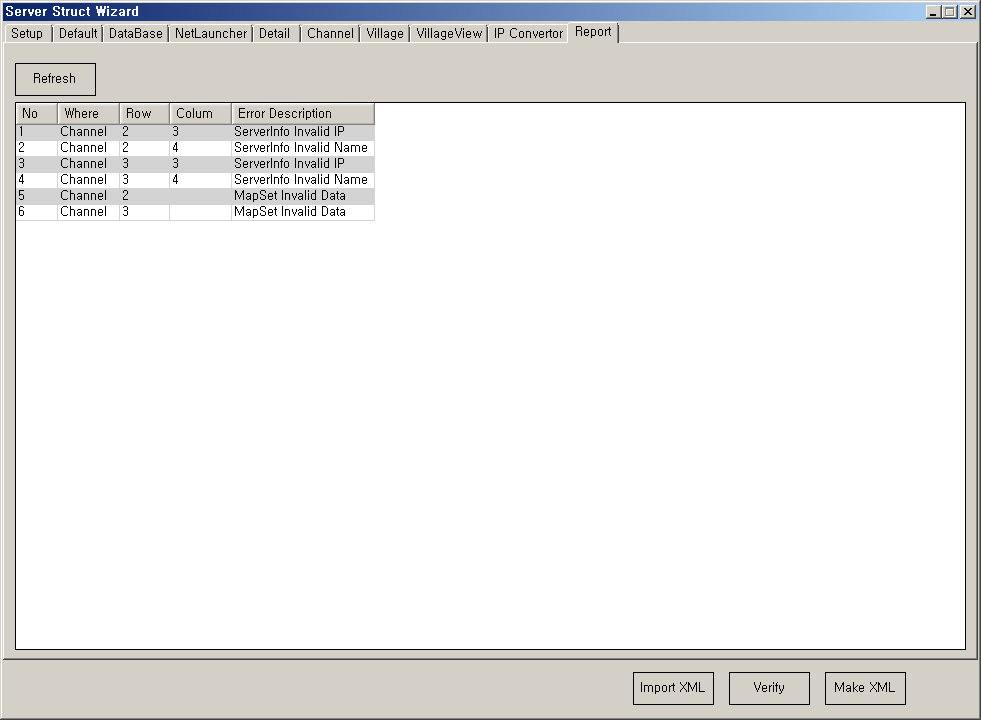 Server Struct Wizard
Setup Default DataBase NetLauncher Detail Channel Village VillageView IP Convertor Report
Refresh
No Where Row Colum Error Description
1 Channel 2 3 ServerInfo Invalid IP
2 Channel 2 4 ServerInfo Invalid Name
3 Channel 3 3 ServerInfo Invalid IP
4 Channel 3 4 ServerInfo Invalid Name
5 Channel 2 MapSet Invalid Data
6 Channel 3 MapSet Invalid Data
Import XML Verify Make XML